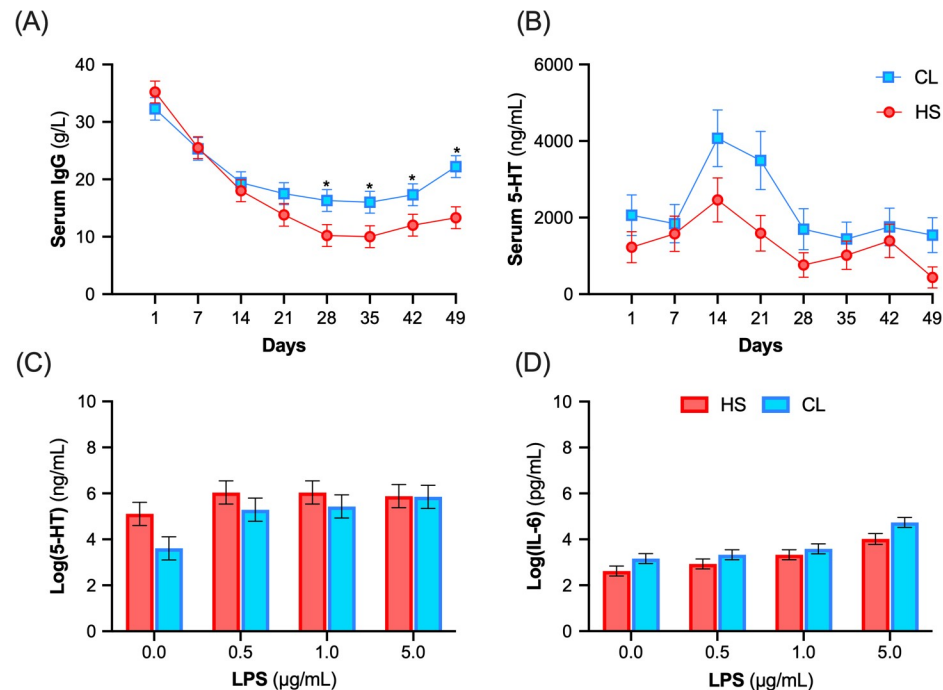 (A)
Serum IgG (g/L)
40
30
20
10
0
* * * *
1 7 14 21 28 35 42 49
Days
(B)
Serum 5-HT
(ng/mL)
6000
4000
2000
0
CL
HS
1 7 14 21 28 35 42 49
Days
(C)
Log(5-HT) (ng/mL)
10
8
6
4
2
0
0.0 0.5 1.0 5.0
LPS (µg/mL)
(D)
HS CL
Log(IL-6) (pg/mL)
10
8
6
4
2
0
0.0 0.5 1.0 5.0
LPS (µg/mL)